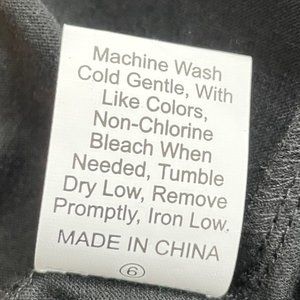 Machine Wash
Cold Gentle, With
Like Colors,
Non-Chlorine
Bleach When
Needed, Tumble
Dry Low, Remove
Promptly, Iron Low.
MADE IN CHINA
6